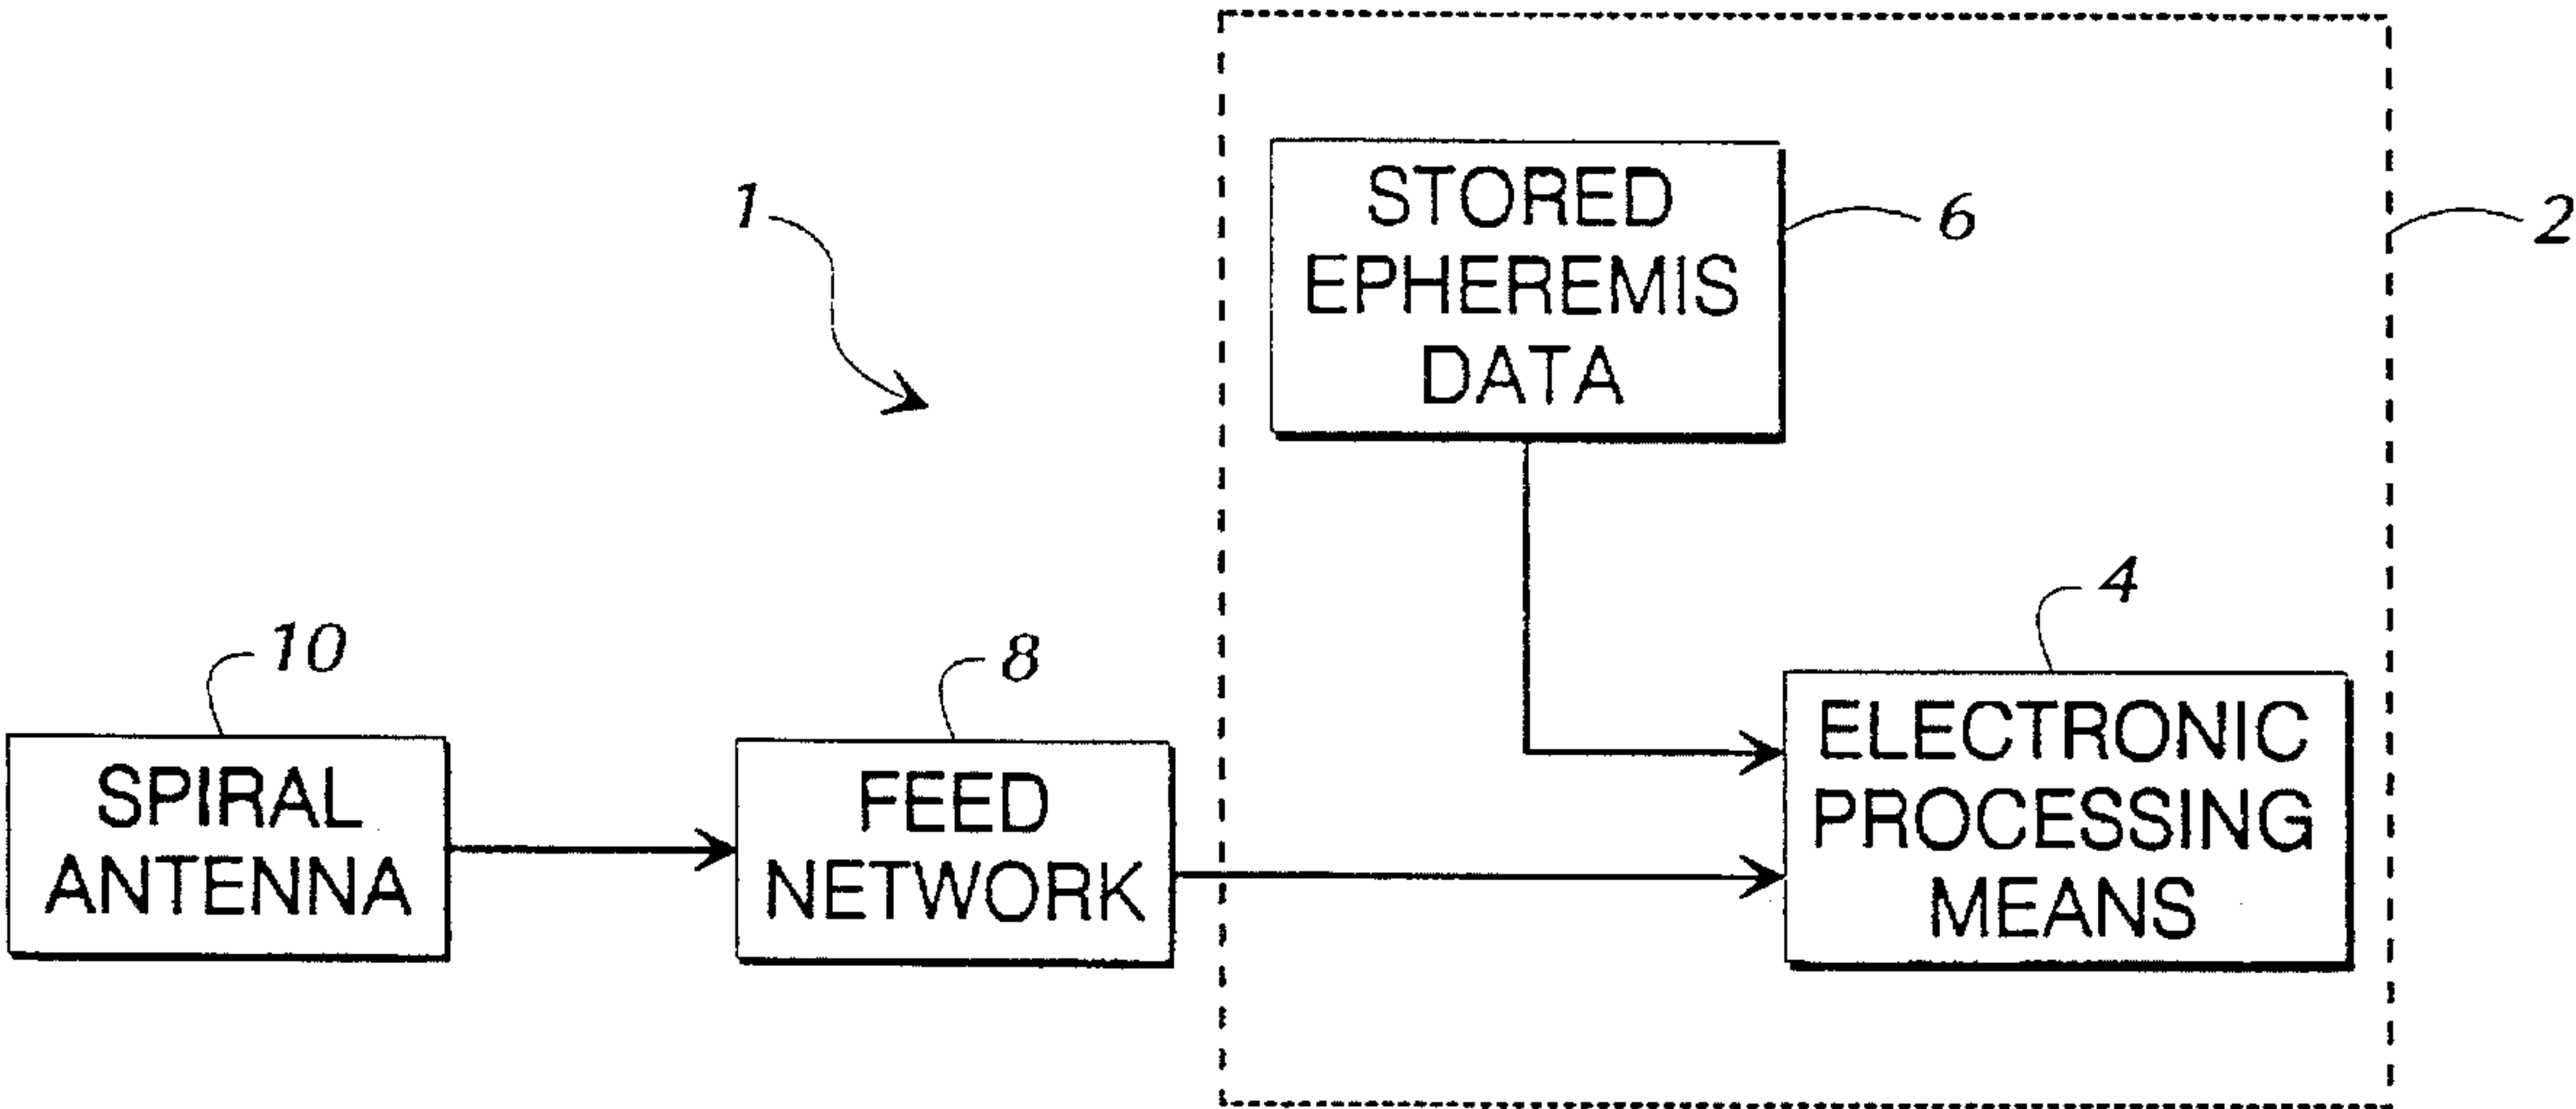 1
STORED
EPHEREMIS
DATA
6
2
4
ELECTRONIC
PROCESSING
MEANS
10
SPIRAL
ANTENNA
8
FEED
NETWORK